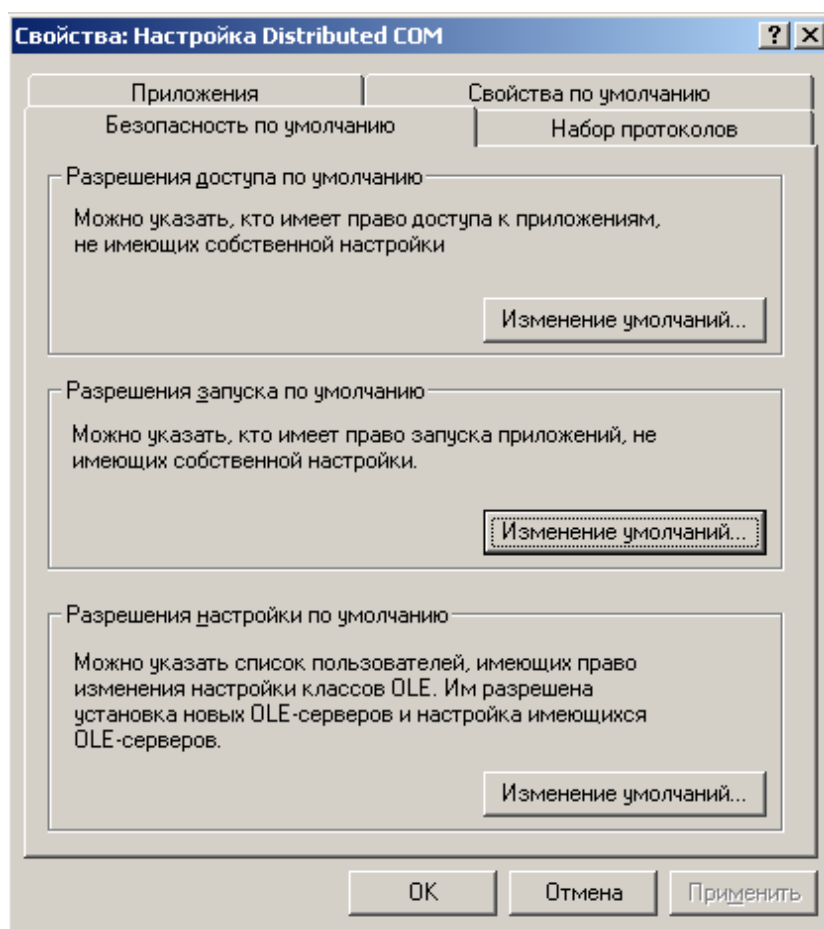 Свойства: Настройка Distributed COM
Приложения
Свойства по умолчанию
Безопасность по умолчанию
Набор протоколов
Разрешения доступа по умолчанию
Можно указать, кто имеет право доступа к приложениям,
не имеющих собственной настройки
Изменение умолчаний...
Разрешения запуска по умолчанию
Можно указать, кто имеет право запуска приложений, не
имеющих собственной настройки.
Изменение умолчаний...
Разрешения настройки по умолчанию
Можно указать список пользователей, имеющих право
изменения настройки классов OLE. Им разрешена
установка новых OLE-серверов и настройка имеющихся
OLE-серверов.
Изменение умолчаний...
OK
Отмена
Применить